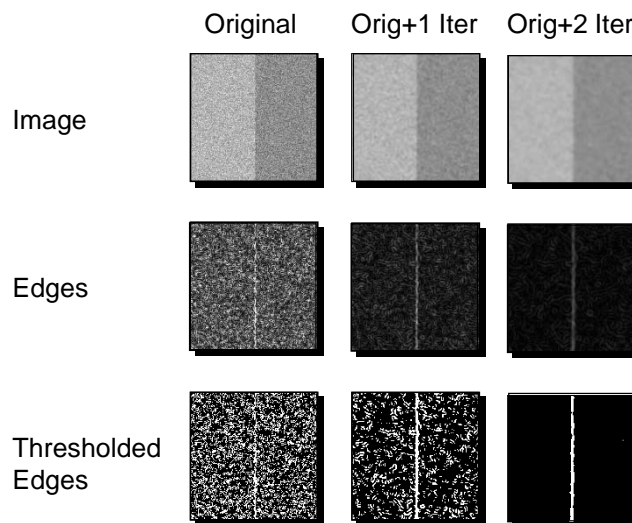 Original Orig+1 Iter Orig+2 Iter
Image
Edges
Thresholded
Edges